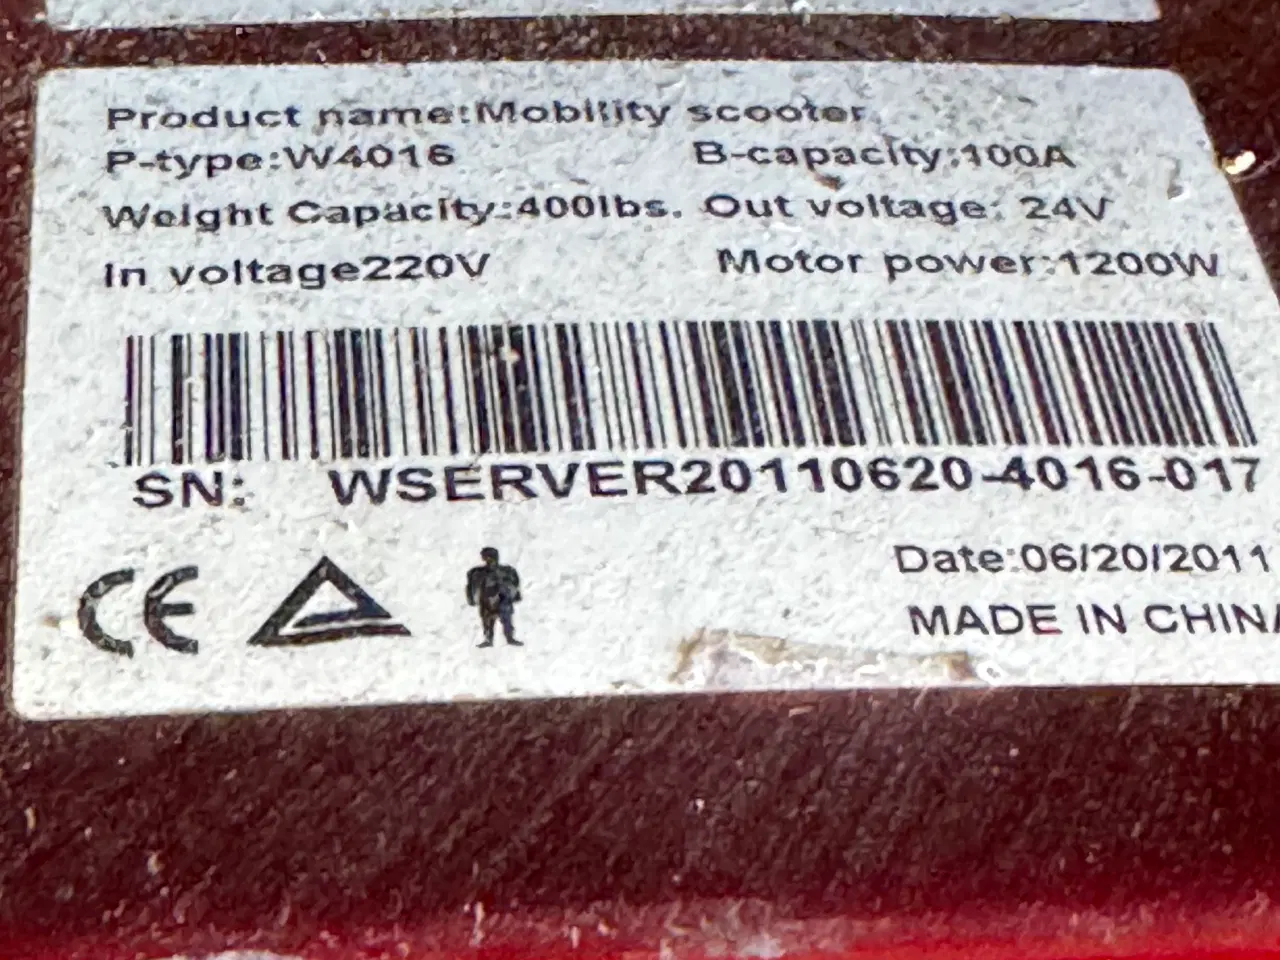 Product name:Mobility scooter
P-type:W4016 B-capacity:100A
Weight Capacity:400lbs. Out voltage: 24V
In voltage220V Motor power:1200W
SN: WSERVER20110620-4016-017
CE
Date:06/20/2011
MADE IN CHINA